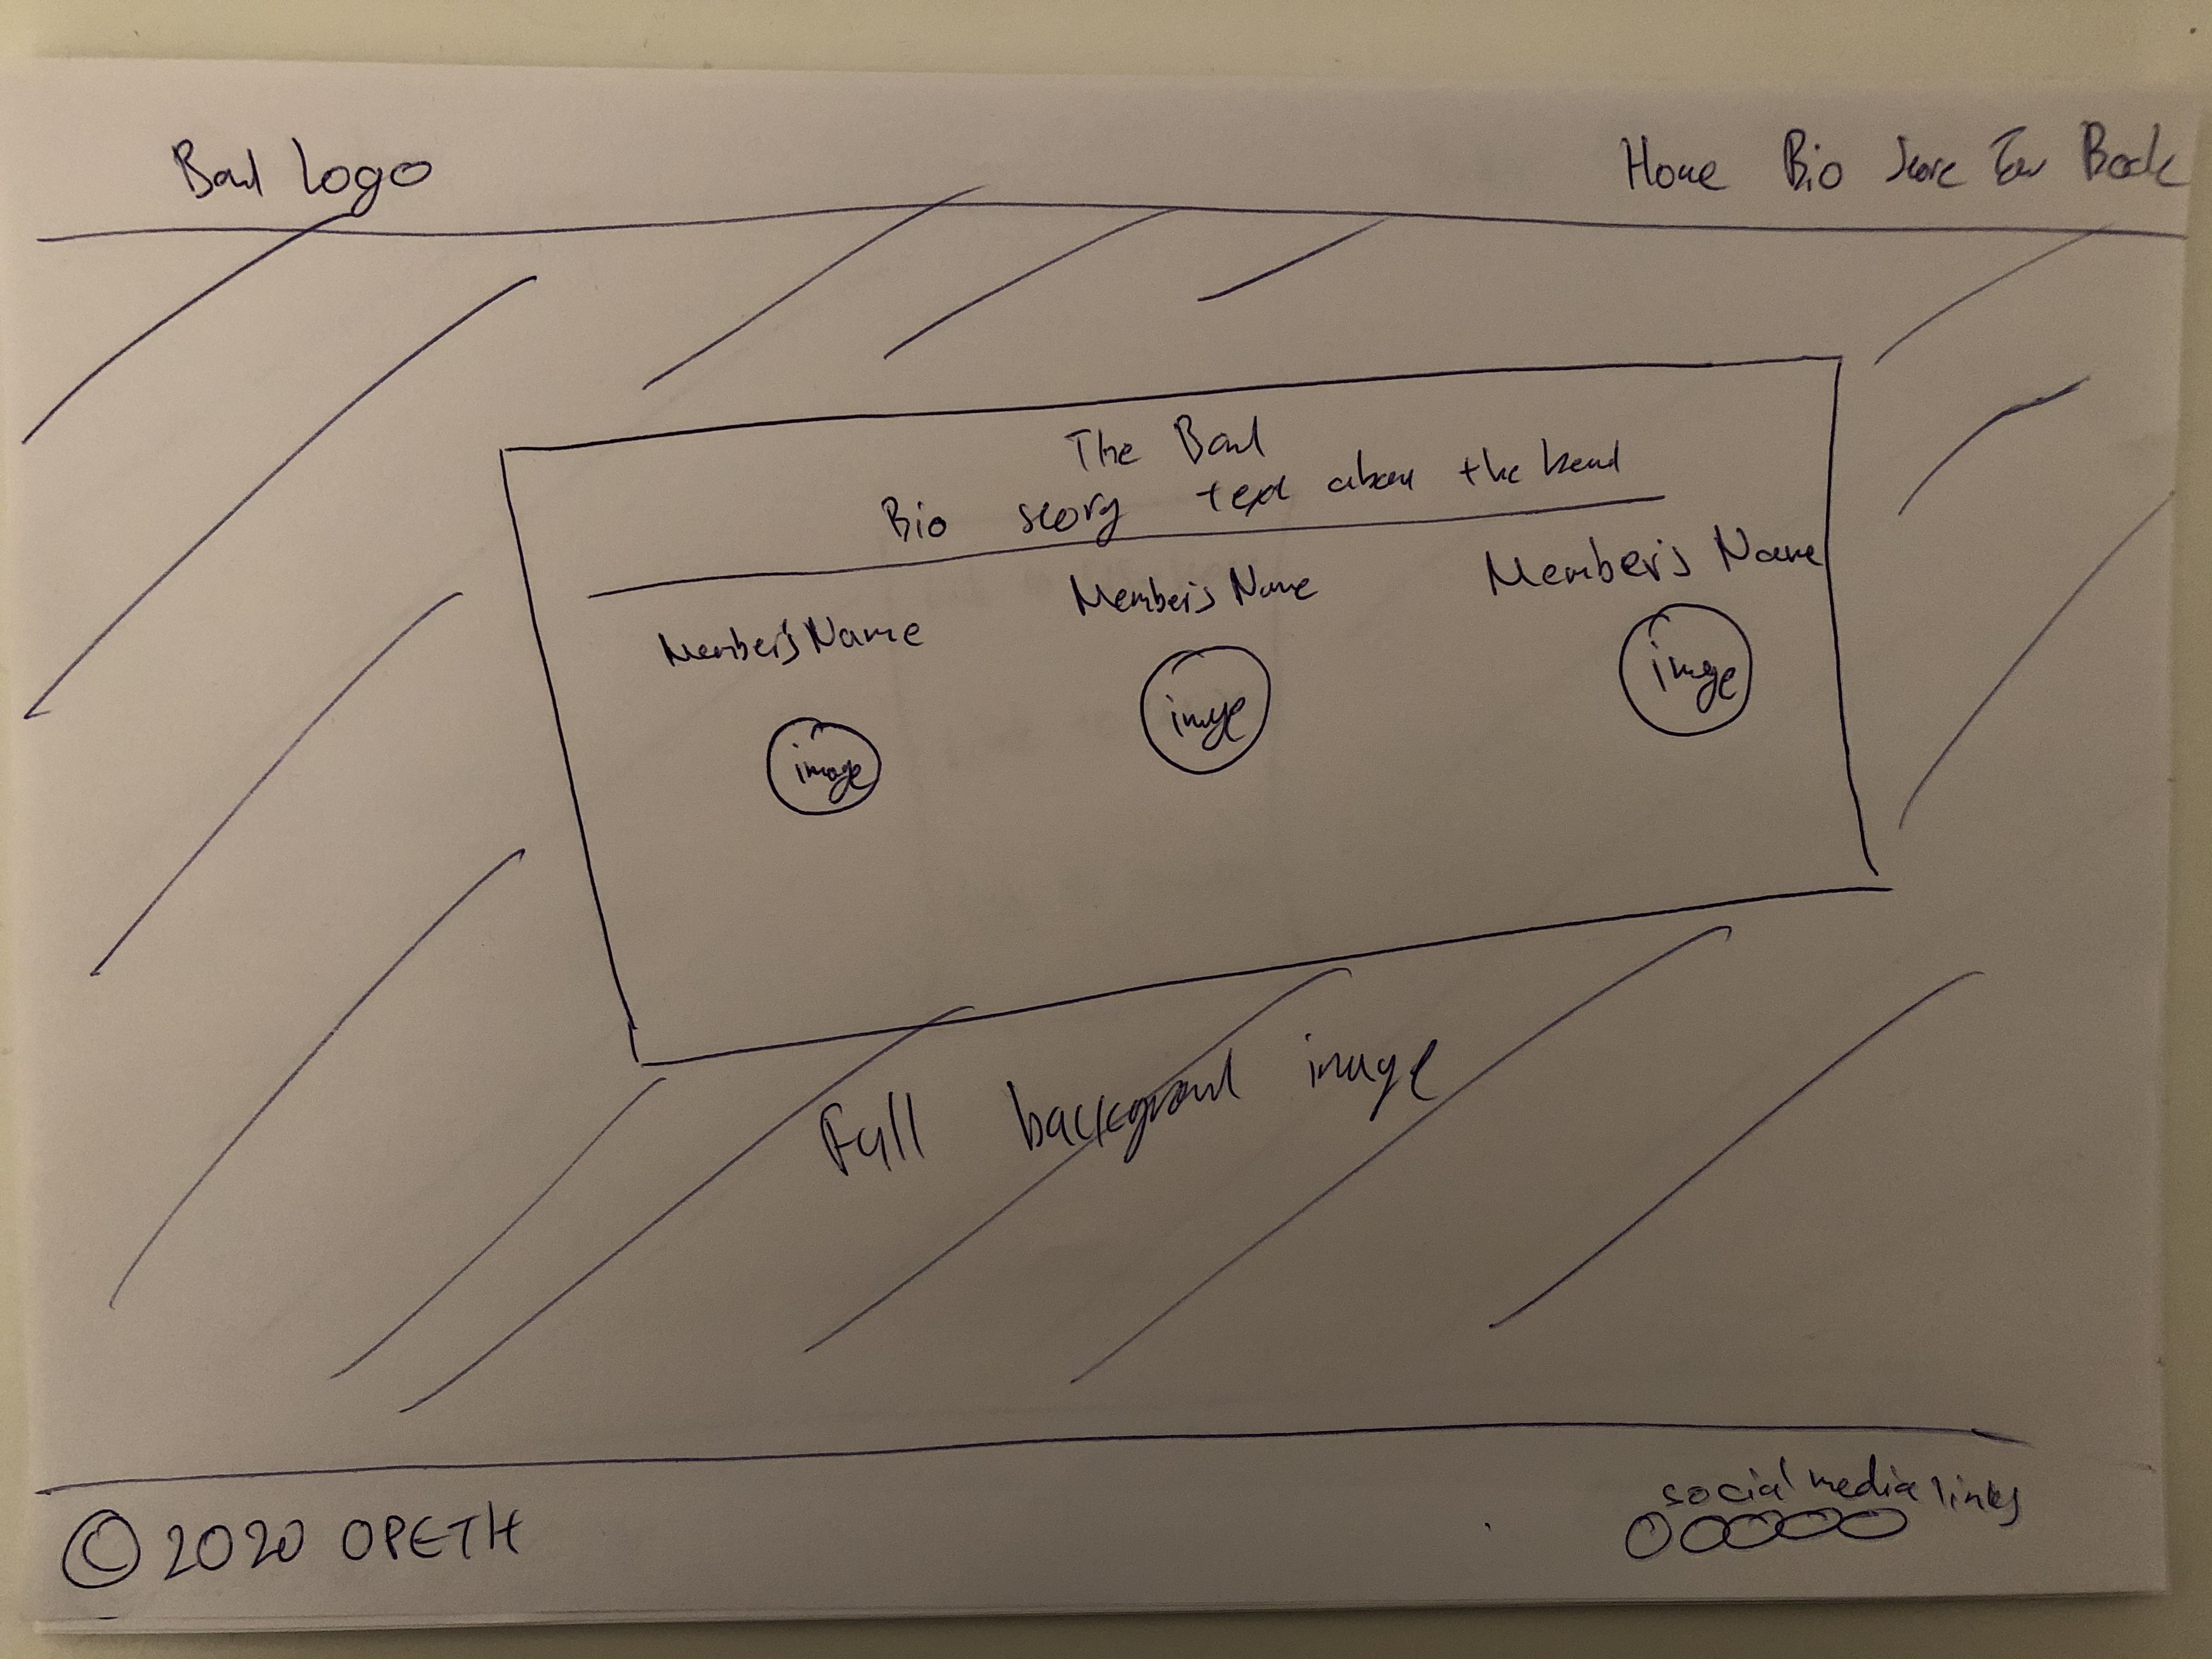 Band logo
Home Bio Store Tour Book
The Band
Bio story text about the band
Member's Name
Member's Name
Member's Name
image
image
image
full background image
© 2020 OPETH
social media links